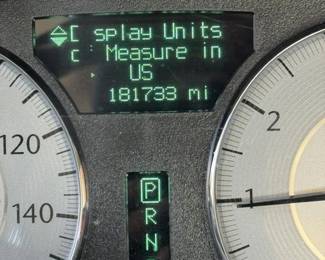 splay Units
Measure in
US
181733 mi
120
140
P
R
N
2
1